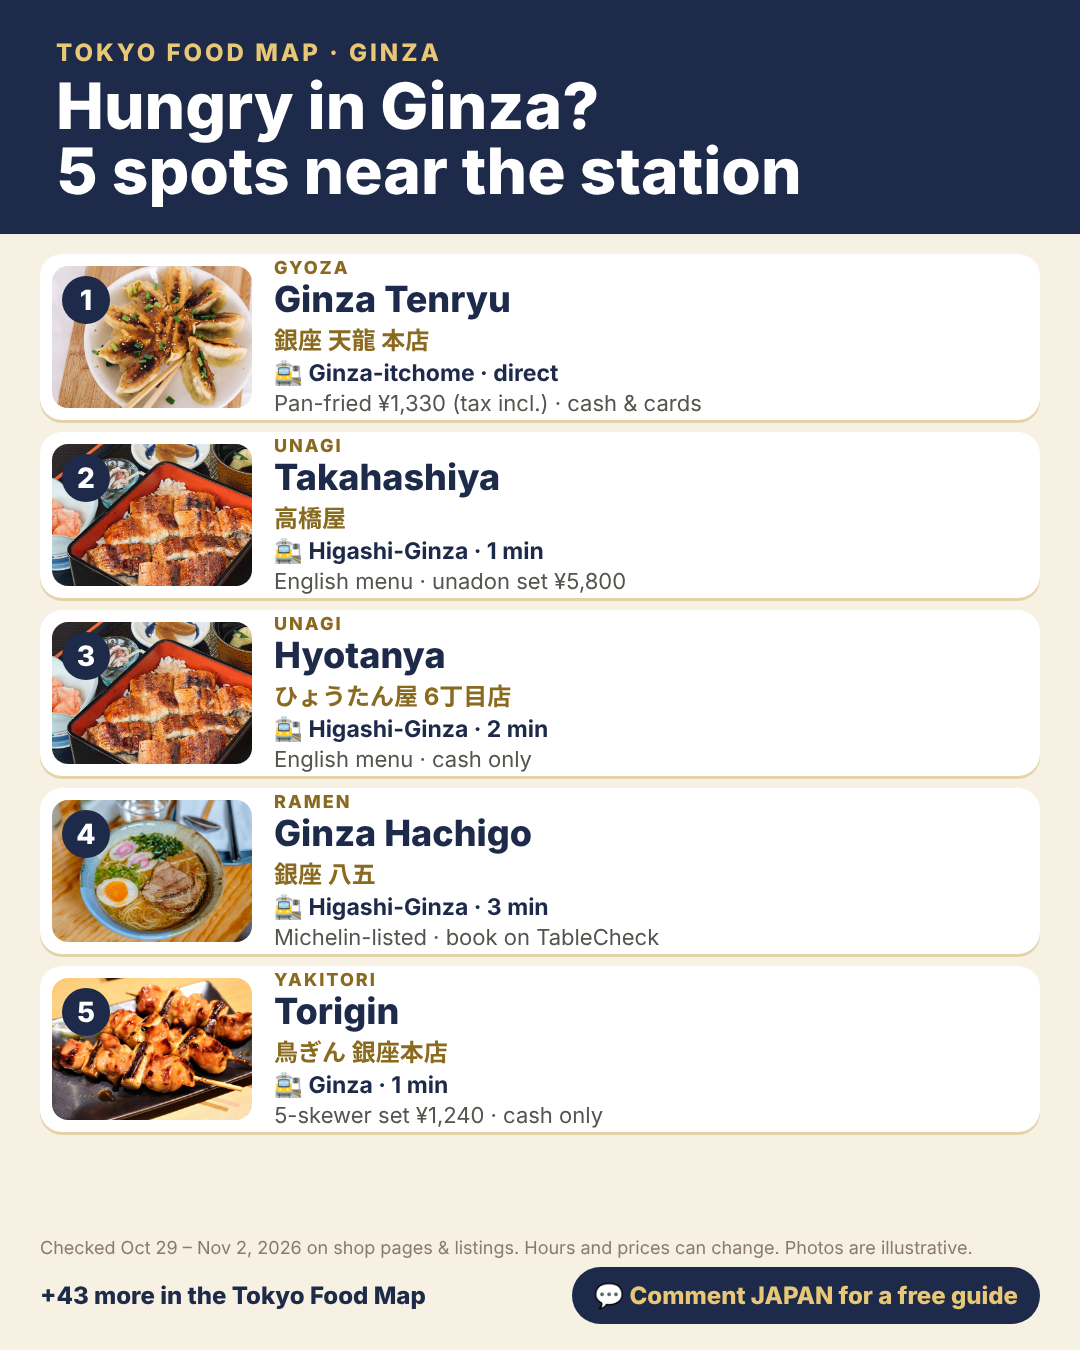 TOKYO FOOD MAP · GINZA
Hungry in Ginza?
5 spots near the station
1
GYOZA
Ginza Tenryu
銀座 天龍 本店
🚉 Ginza-itchome · direct
Pan-fried ¥1,330 (tax incl.) · cash & cards
2
UNAGI
Takahashiya
高橋屋
🚉 Higashi-Ginza · 1 min
English menu · unadon set ¥5,800
3
UNAGI
Hyotanya
ひょうたん屋 6丁目店
🚉 Higashi-Ginza · 2 min
English menu · cash only
4
RAMEN
Ginza Hachigo
銀座 八五
🚉 Higashi-Ginza · 3 min
Michelin-listed · book on TableCheck
5
YAKITORI
Torigin
鳥ぎん 銀座本店
🚉 Ginza · 1 min
5-skewer set ¥1,240 · cash only
Checked Oct 29 – Nov 2, 2026 on shop pages & listings. Hours and prices can change. Photos are illustrative.
+43 more in the Tokyo Food Map
💬 Comment JAPAN for a free guide